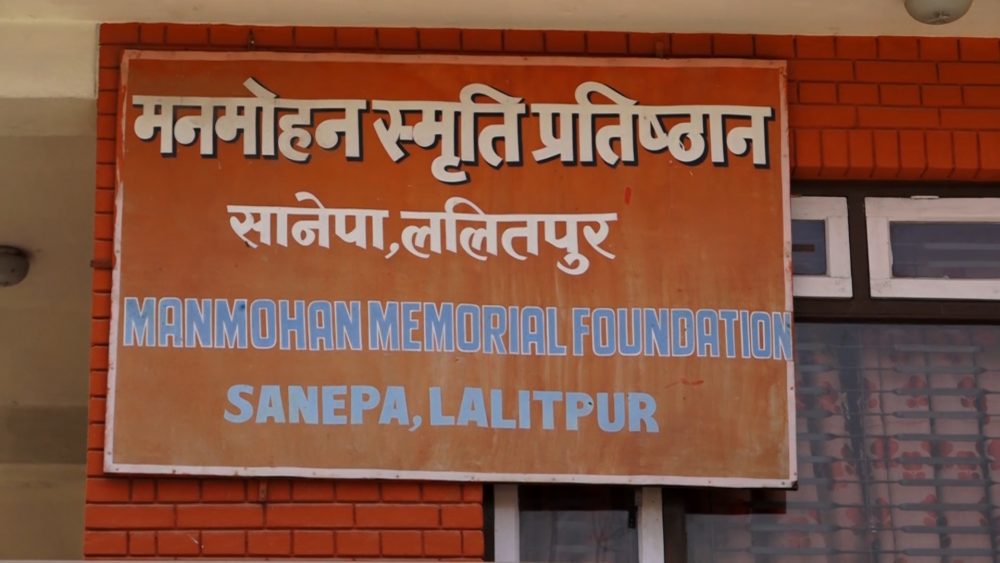 मनमोहन स्मृति प्रतिष्ठान
सानेपा,ललितपुर
MANMOHAN MEMORIAL FOUNDATION
SANEPA, LALITPUR